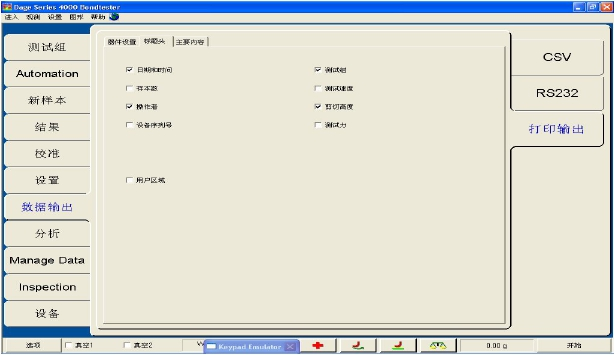 Dage Series 4000 Bondtester
进入 观测 设置 图形 帮助
测试组
Automation
新样本
结果
校准
设置
数据输出
分析
Manage Data
Inspection
设备
器件设置 标题头 主要内容
日期和时间 测试组
样本数 测试速度
操作者 剪切高度
设备序列号 测试力
用户区域
CSV
RS232
打印输出
选项 真空1 真空2 Keypad Emulator 0.00 g 开始